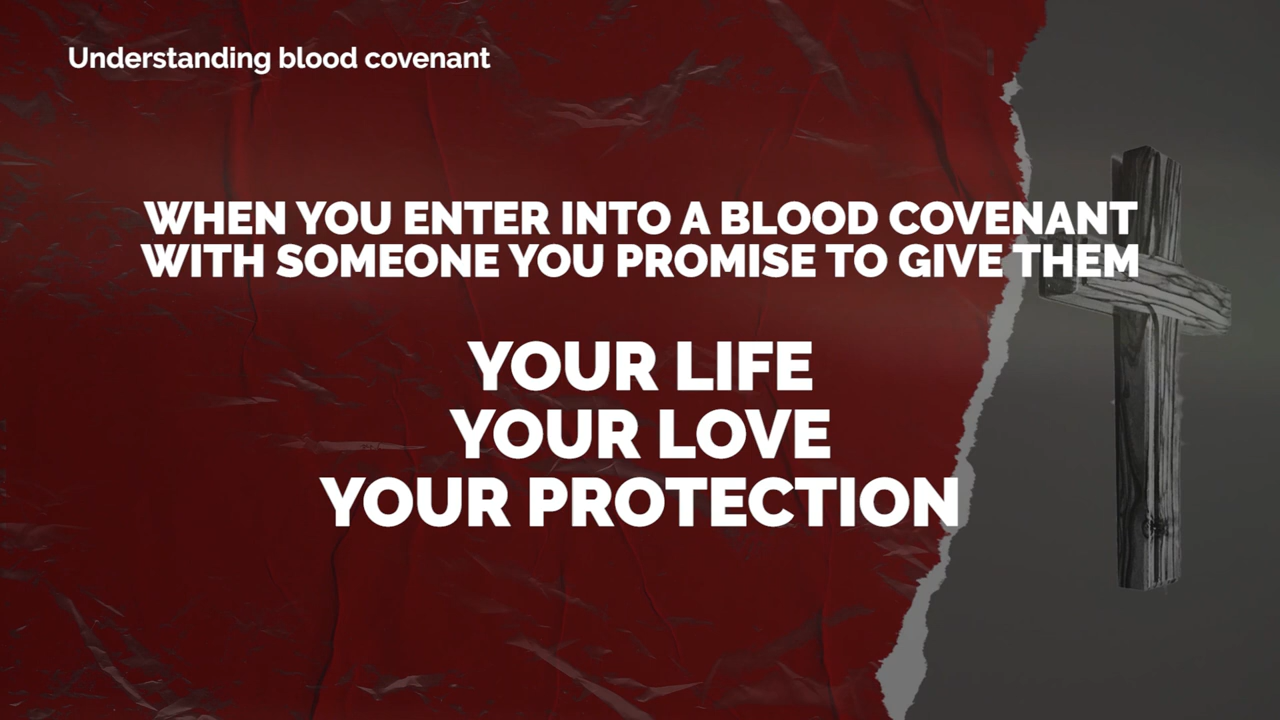 Understanding blood covenant
WHEN YOU ENTER INTO A BLOOD COVENANT
WITH SOMEONE YOU PROMISE TO GIVE THEM
YOUR LIFE
YOUR LOVE
YOUR PROTECTION